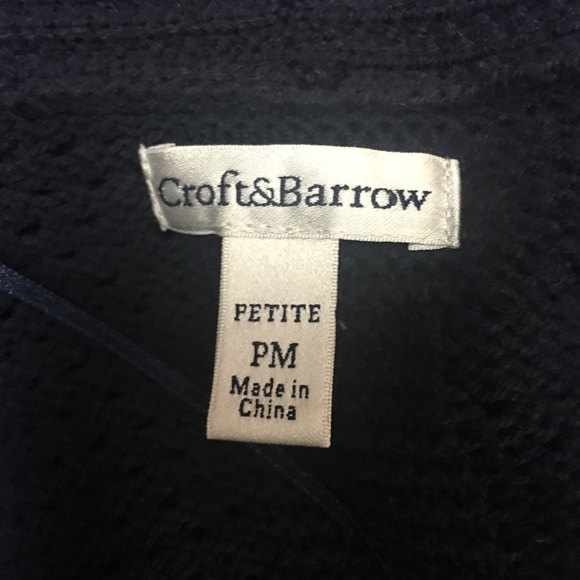 Croft&Barrow
PETITE
PM
Made in
China